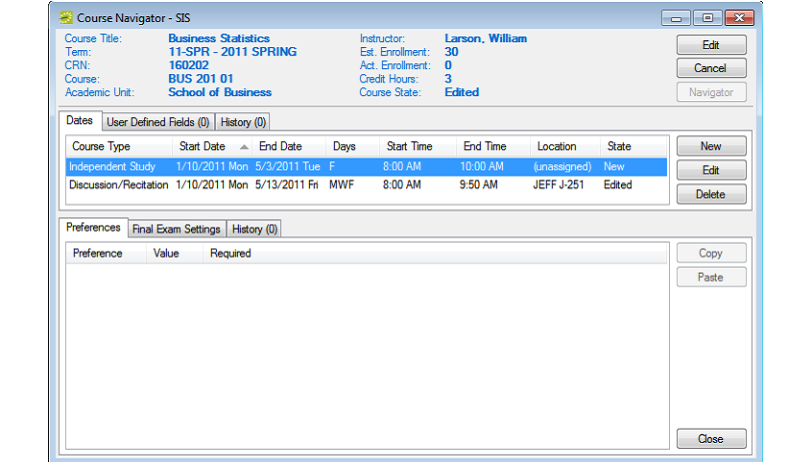 Course Navigator - SIS
Course Title: Business Statistics Instructor: Larson, William
Term: 11-SPR - 2011 SPRING Est. Enrollment: 30
CRN: 160202 Act. Enrollment: 0
Course: BUS 201 01 Credit Hours: 3
Academic Unit: School of Business Course State: Edited
Edit
Cancel
Navigator
Dates User Defined Fields (0) History (0)
Course Type Start Date End Date Days Start Time End Time Location State
Independent Study 1/10/2011 Mon 5/3/2011 Tue F 8:00 AM 10:00 AM (unassigned) New
Discussion/Recitation 1/10/2011 Mon 5/13/2011 Fri MWF 8:00 AM 9:50 AM JEFF J-251 Edited
New
Edit
Delete
Preferences Final Exam Settings History (0)
Preference Value Required
Copy
Paste
Close